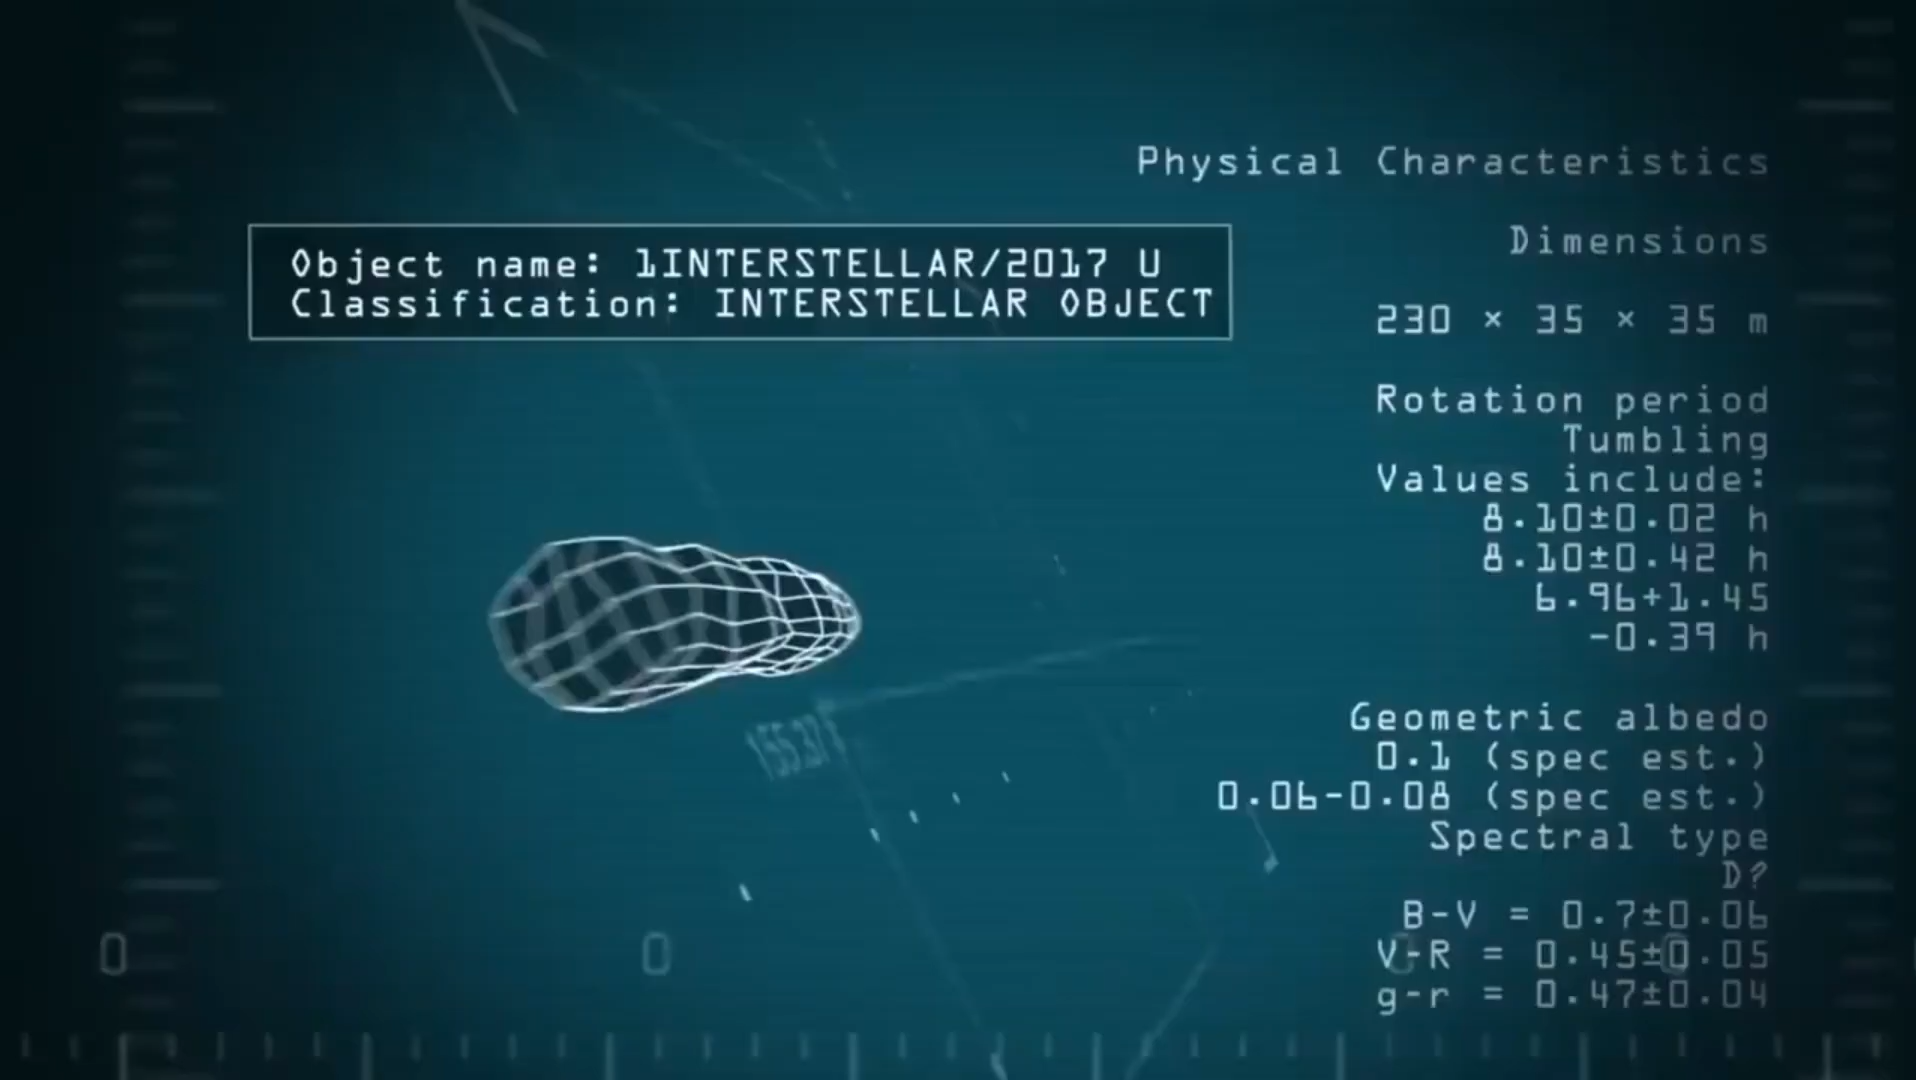 Object name: 1INTERSTELLAR/2017 U
Classification: INTERSTELLAR OBJECT
Physical Characteristics
Dimensions
230 × 35 × 35 m
Rotation period
Tumbling
Values include:
8.10±0.02 h
8.10±0.42 h
6.96+1.45
-0.39 h
Geometric albedo
0.1 (spec est.)
0.06-0.08 (spec est.)
Spectral type
D?
B-V = 0.7±0.06
V-R = 0.45±0.05
g-r = 0.47±0.04
0
0